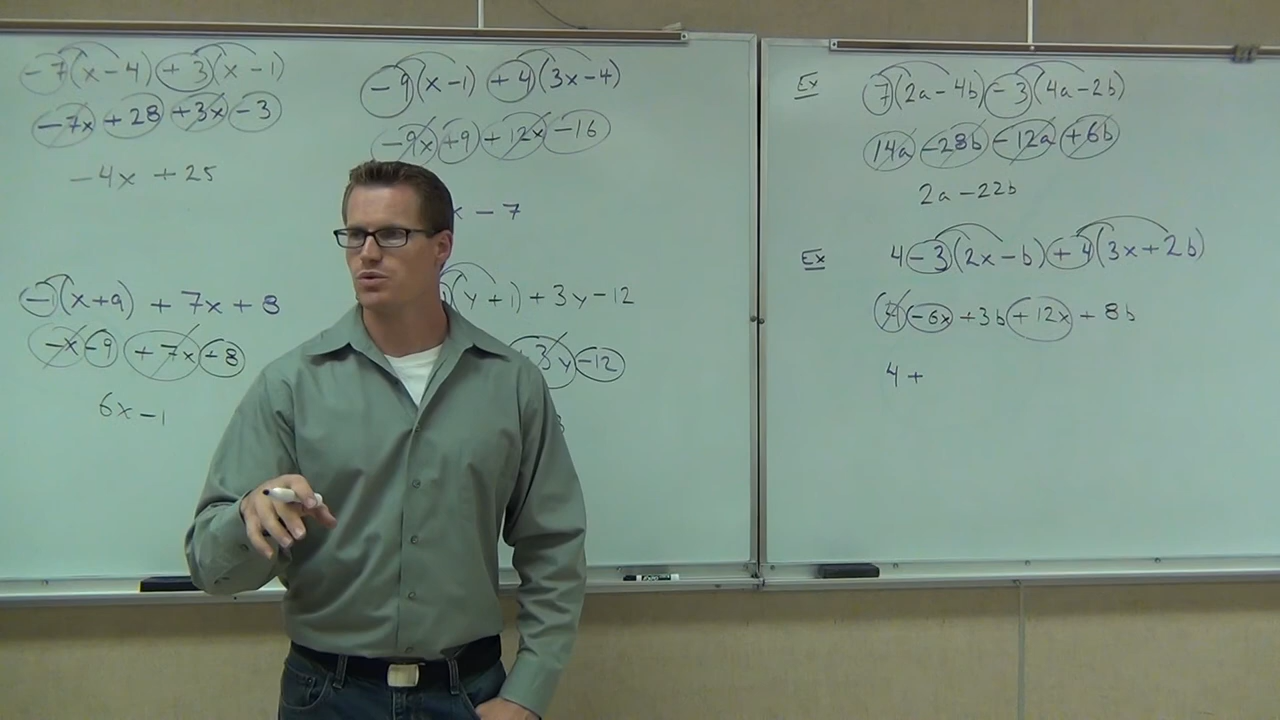 -7(x-4) +3(x-1)
-7x +28 +3x -3
-4x +25
-9(x-1) +4(3x-4)
-9x +9 +12x -16
x - 7
-1(x+9) + 7x + 8
-x -9 +7x +8
6x -1
(y+1) + 3y - 12
+3y -12
Ex 7(2a-4b) -3(4a-2b)
14a -28b -12a +6b
2a -22b
Ex 4 -3(2x-b) +4(3x+2b)
4 -6x +3b +12x + 8b
4 +